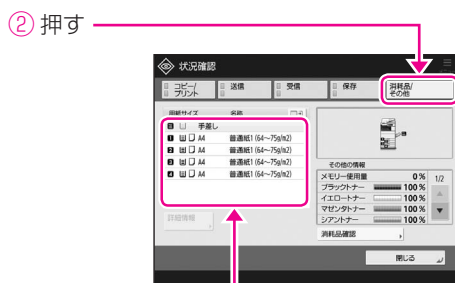 ② 押す
状況確認
コピー/プリント
送信
受信
保存
消耗品/その他
用紙サイズ 名称
手差し
1 A4 普通紙1 (64～75g/m2)
2 A4 普通紙1 (64～75g/m2)
3 A4 普通紙1 (64～75g/m2)
4 A4 普通紙1 (64～75g/m2)
詳細情報
その他の情報
メモリー使用量 0 % 1/2
ブラックトナー 100 %
イエロートナー 100 %
マゼンタトナー 100 %
シアントナー 100 %
消耗品確認
閉じる